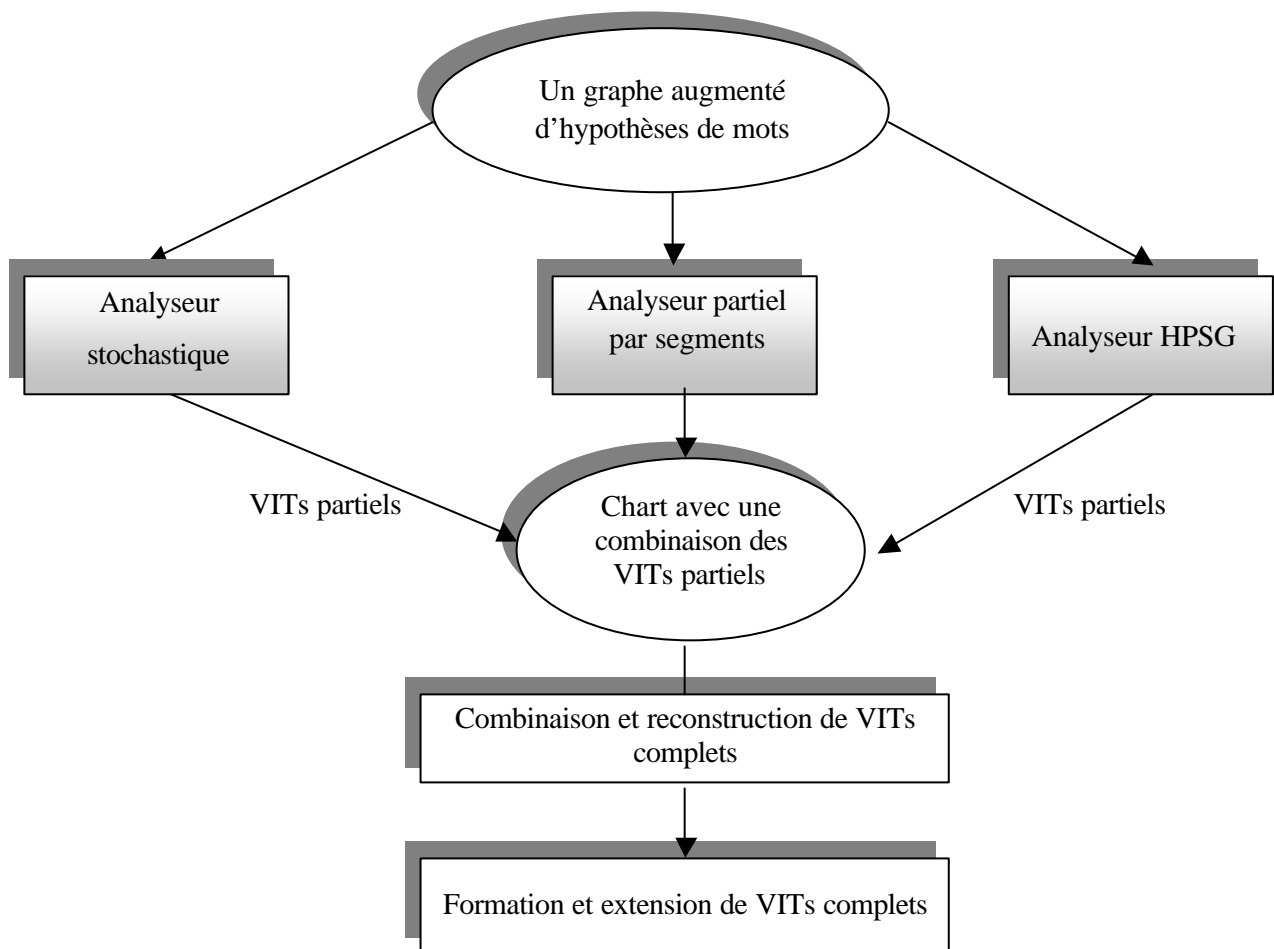 Un graphe augmenté
d’hypothèses de mots
Analyseur
stochastique
Analyseur partiel
par segments
Analyseur HPSG
VITs partiels
Chart avec une
combinaison des
VITs partiels
VITs partiels
Combinaison et reconstruction de VITs
complets
Formation et extension de VITs complets